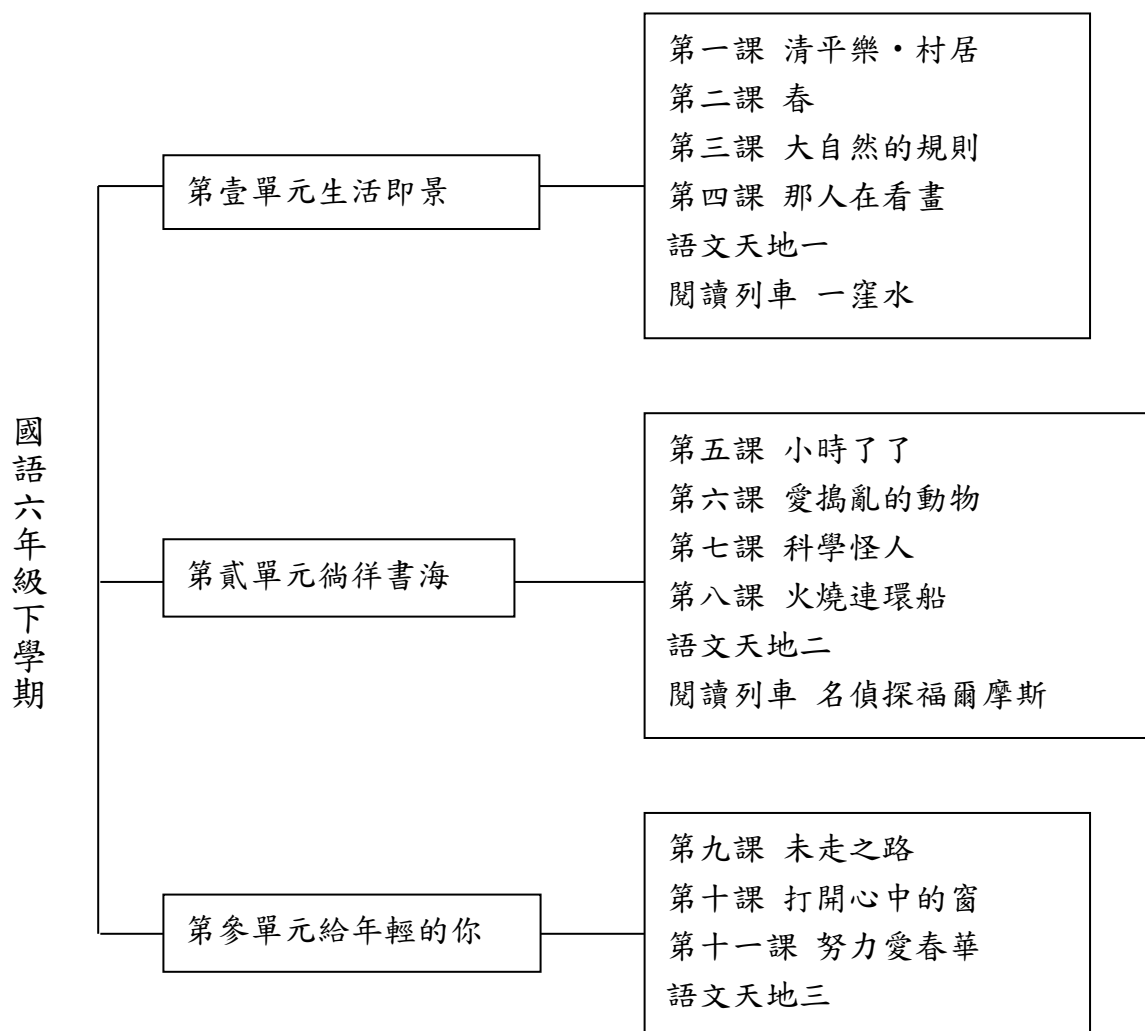 國語六年級下學期
第壹單元生活即景
第一課 清平樂・村居
第二課 春
第三課 大自然的規則
第四課 那人在看畫
語文天地一
閱讀列車 一窪水
第貳單元徜徉書海
第五課 小時了了
第六課 愛搗亂的動物
第七課 科學怪人
第八課 火燒連環船
語文天地二
閱讀列車 名偵探福爾摩斯
第參單元給年輕的你
第九課 未走之路
第十課 打開心中的窗
第十一課 努力愛春華
語文天地三